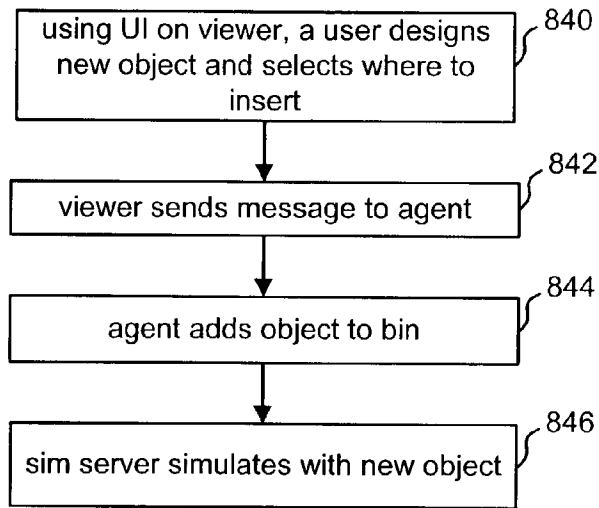 using UI on viewer, a user designs
new object and selects where to
insert
840
viewer sends message to agent
842
agent adds object to bin
844
sim server simulates with new object
846